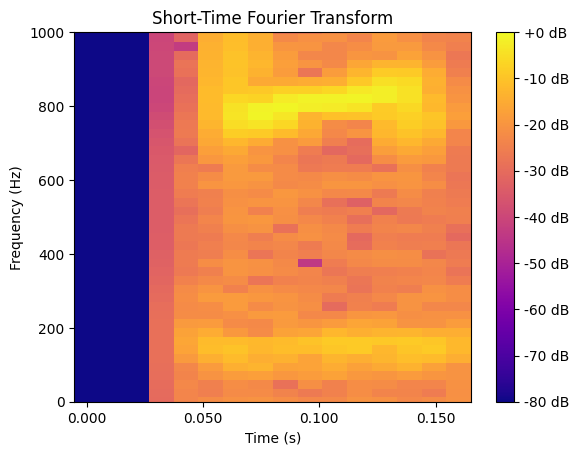 Short-Time Fourier Transform
1000
800
600
400
200
0
Frequency (Hz)
0.000
0.050
0.100
0.150
Time (s)
+0 dB
-10 dB
-20 dB
-30 dB
-40 dB
-50 dB
-60 dB
-70 dB
-80 dB